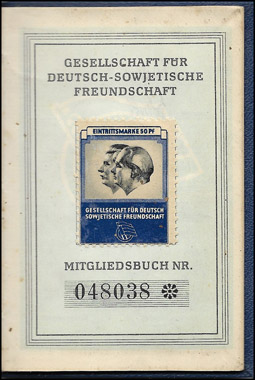 GESELLSCHAFT FÜR
DEUTSCH-SOWJETISCHE
FREUNDSCHAFT
EINTRITTSMARKE 50 Pf
GESELLSCHAFT FÜR DEUTSCH
SOWJETISCHE FREUNDSCHAFT
MITGLIEDSBUCH NR.
048038